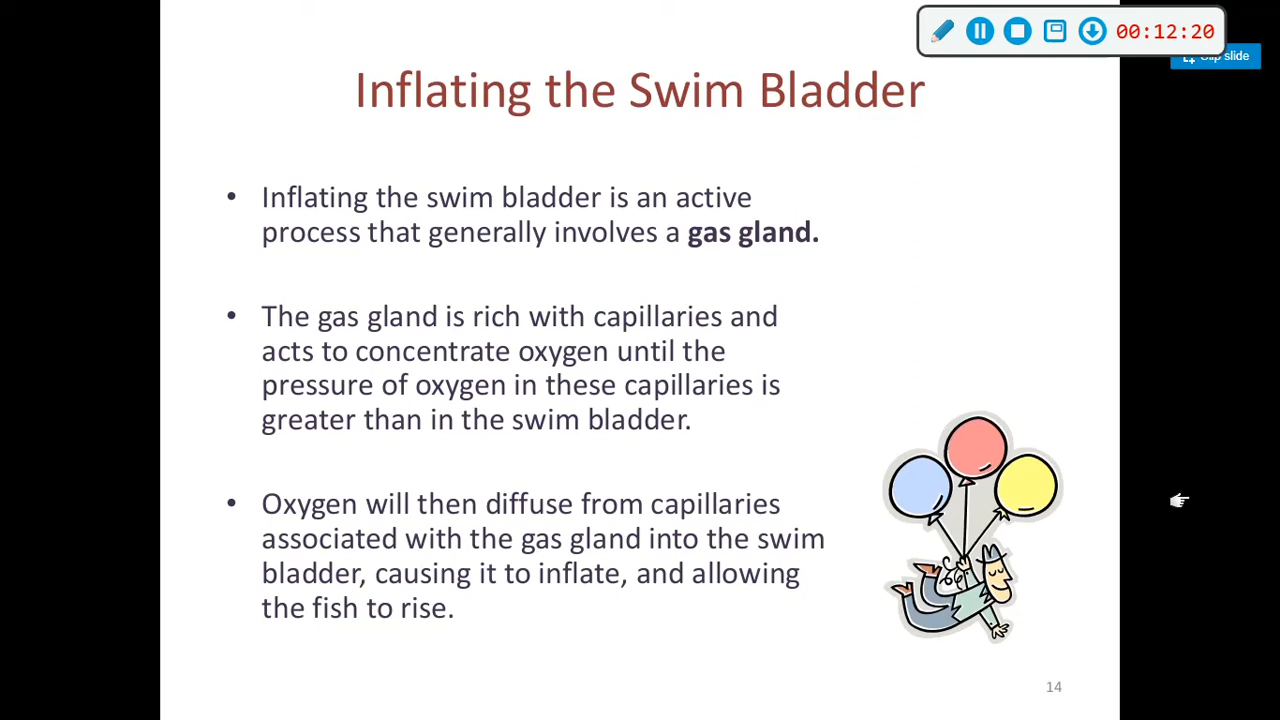 00:12:20
Clip slide
Inflating the Swim Bladder
• Inflating the swim bladder is an active
process that generally involves a gas gland.
• The gas gland is rich with capillaries and
acts to concentrate oxygen until the
pressure of oxygen in these capillaries is
greater than in the swim bladder.
• Oxygen will then diffuse from capillaries
associated with the gas gland into the swim
bladder, causing it to inflate, and allowing
the fish to rise.
14